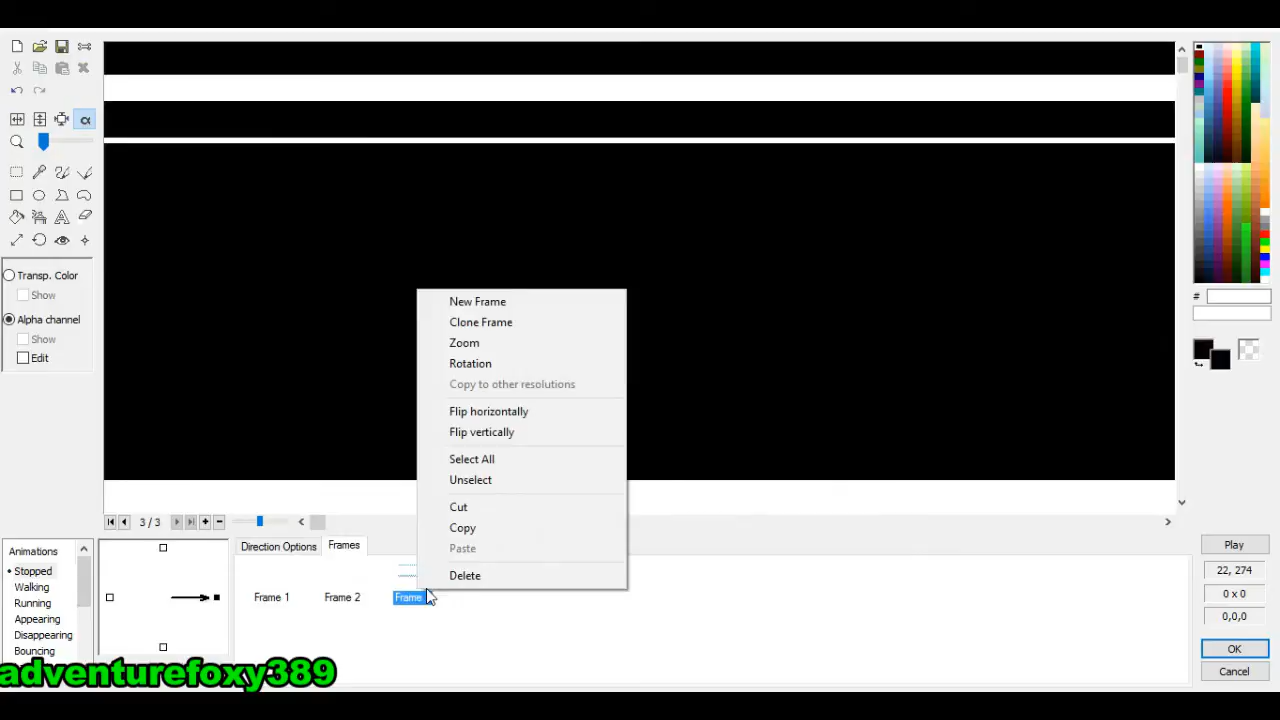 Transp. Color
Show
Alpha channel
Show
Edit
New Frame
Clone Frame
Zoom
Rotation
Copy to other resolutions
Flip horizontally
Flip vertically
Select All
Unselect
Cut
Copy
Paste
Delete
#
3 / 3
Animations
Stopped
Walking
Running
Appearing
Disappearing
Bouncing
Direction Options
Frames
Frame 1
Frame 2
Frame
Play
22, 274
0 x 0
0,0,0
OK
Cancel
adventurefoxy389